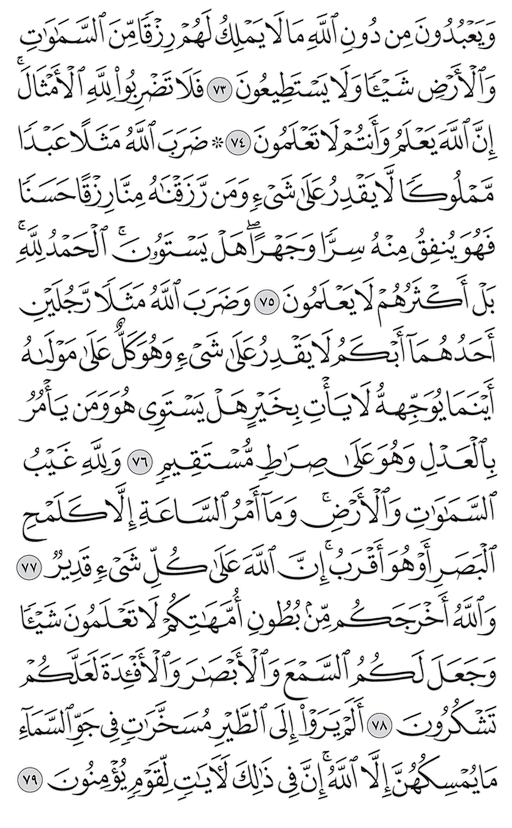 وَيَعۡبُدُونَ مِن دُونِ ٱللَّهِ مَا لَا يَمۡلِكُ لَهُمۡ رِزۡقٗا مِّنَ ٱلسَّمَٰوَٰتِ
وَٱلۡأَرۡضِ شَيۡـٔٗا وَلَا يَسۡتَطِيعُونَ ٧٣ فَلَا تَضۡرِبُواْ لِلَّهِ ٱلۡأَمۡثَالَۚ
إِنَّ ٱللَّهَ يَعۡلَمُ وَأَنتُمۡ لَا تَعۡلَمُونَ ٧٤ ۞ ضَرَبَ ٱللَّهُ مَثَلًا عَبۡدٗا
مَّمۡلُوكٗا لَّا يَقۡدِرُ عَلَىٰ شَيۡءٖ وَمَن رَّزَقۡنَٰهُ مِنَّا رِزۡقًا حَسَنٗا
فَهُوَ يُنفِقُ مِنۡهُ سِرّٗا وَجَهۡرًاۖ هَلۡ يَسۡتَوُۥنَۚ ٱلۡحَمۡدُ لِلَّهِۚ
بَلۡ أَكۡثَرُهُمۡ لَا يَعۡلَمُونَ ٧٥ وَضَرَبَ ٱللَّهُ مَثَلٗا رَّجُلَيۡنِ
أَحَدُهُمَآ أَبۡكَمُ لَا يَقۡدِرُ عَلَىٰ شَيۡءٖ وَهُوَ كَلٌّ عَلَىٰ مَوۡلَىٰهُ
أَيۡنَمَا يُوَجِّههُّ لَا يَأۡتِ بِخَيۡرٍ هَلۡ يَسۡتَوِي هُوَ وَمَن يَأۡمُرُ
بِٱلۡعَدۡلِ وَهُوَ عَلَىٰ صِرَٰطٖ مُّسۡتَقِيمٖ ٧٦ وَلِلَّهِ غَيۡبُ
ٱلسَّمَٰوَٰتِ وَٱلۡأَرۡضِۚ وَمَآ أَمۡرُ ٱلسَّاعَةِ إِلَّا كَلَمۡحِ
ٱلۡبَصَرِ أَوۡ هُوَ أَقۡرَبُۚ إِنَّ ٱللَّهَ عَلَىٰ كُلِّ شَيۡءٖ قَدِيرٞ ٧٧
وَٱللَّهُ أَخۡرَجَكُم مِّنۢ بُطُونِ أُمَّهَٰتِكُمۡ لَا تَعۡلَمُونَ شَيۡـٔٗا
وَجَعَلَ لَكُمُ ٱلسَّمۡعَ وَٱلۡأَبۡصَٰرَ وَٱلۡأَفۡـِٔدَةَ لَعَلَّكُمۡ
تَشۡكُرُونَ ٧٨ أَلَمۡ يَرَوۡاْ إِلَى ٱلطَّيۡرِ مُسَخَّرَٰتٖ فِي جَوِّ ٱلسَّمَآءِ
مَا يُمۡسِكُهُنَّ إِلَّا ٱللَّهُۚ إِنَّ فِي ذَٰلِكَ لَأٓيَٰتٖ لِّقَوۡمٖ يُؤۡمِنُونَ ٧٩